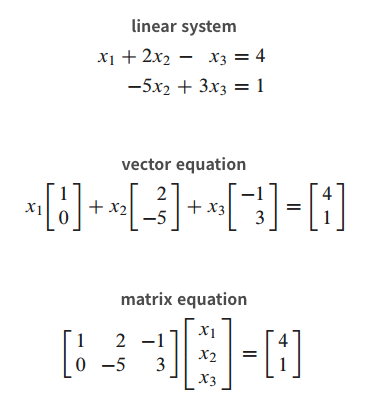 linear system
x₁ + 2x₂ − x₃ = 4
−5x₂ + 3x₃ = 1
vector equation
x₁ [1 0] + x₂ [2 −5] + x₃ [−1 3] = [4 1]
matrix equation
[1 2 −1 0 −5 3] [x₁ x₂ x₃] = [4 1]